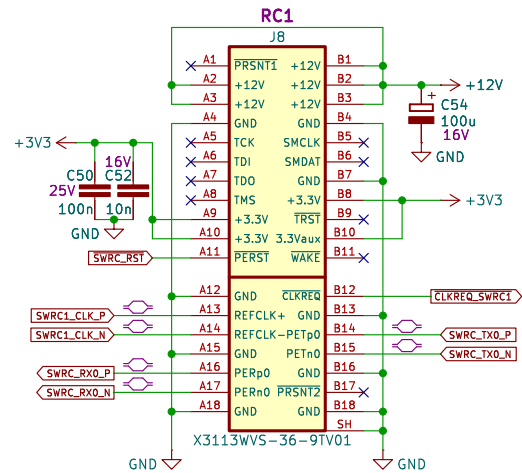 RC1
J8
A1 PRSNT1 +12V B1
A2 +12V +12V B2 +12V
A3 +12V +12V B3 C54
A4 GND GND B4 100u
16V
+3V3 A5 TCK SMCLK B5
A6 TDI SMDAT B6 GND
16V
C50 C52 A7 TDO GND B7
25V A8 TMS +3.3V B8 +3V3
100n 10n A9 +3.3V TRST B9
GND A10 +3.3V 3.3Vaux B10
SWRC_RST A11 PERST WAKE B11
A12 GND CLKREQ B12 CLKREQ_SWRC1
SWRC1_CLK_P A13 REFCLK+ GND B13
SWRC1_CLK_N A14 REFCLK- PETp0 B14 SWRC_TX0_P
A15 GND PETn0 B15 SWRC_TX0_N
SWRC_RX0_P A16 PERp0 GND B16
SWRC_RX0_N A17 PERn0 PRSNT2 B17
A18 GND GND B18
SH
X3113WVS-36-9TV01
GND GND